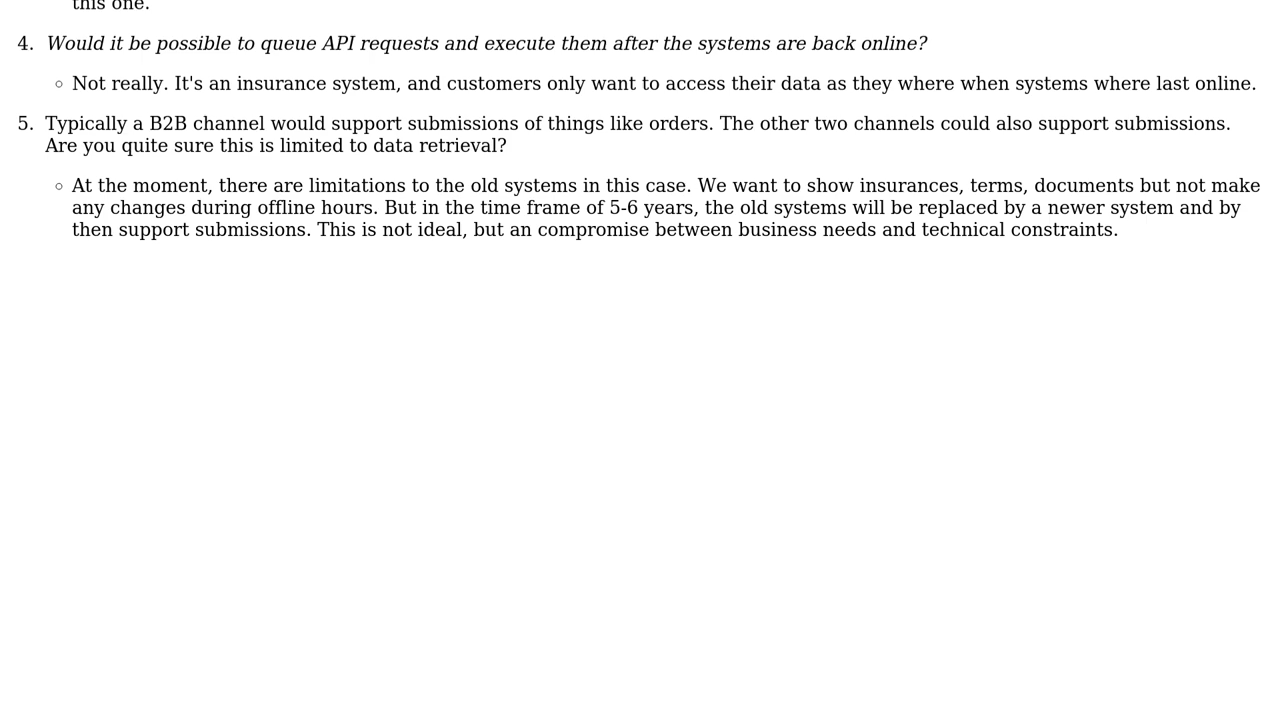 this one.
4. Would it be possible to queue API requests and execute them after the systems are back online?
○ Not really. It's an insurance system, and customers only want to access their data as they where when systems where last online.
5. Typically a B2B channel would support submissions of things like orders. The other two channels could also support submissions.
Are you quite sure this is limited to data retrieval?
○ At the moment, there are limitations to the old systems in this case. We want to show insurances, terms, documents but not make
any changes during offline hours. But in the time frame of 5-6 years, the old systems will be replaced by a newer system and by
then support submissions. This is not ideal, but an compromise between business needs and technical constraints.